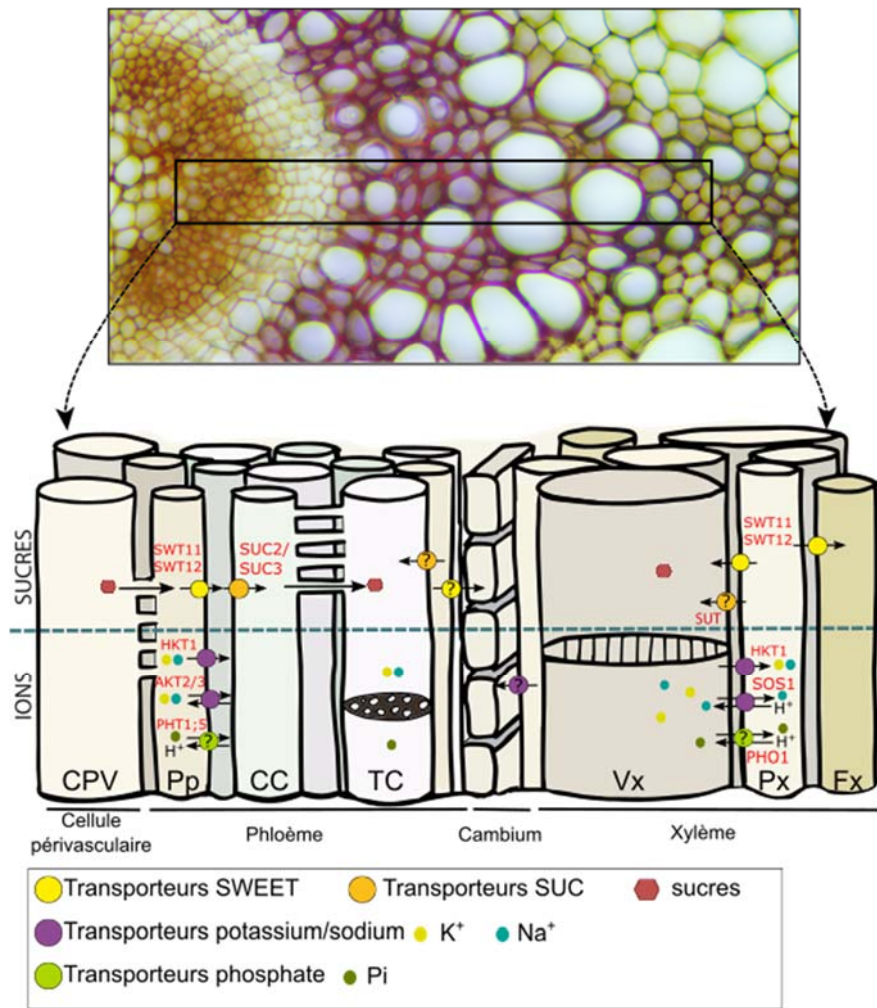 SUCRES
SWT11
SWT12
SUC2/
SUC3
?
?
SWT11
SWT12
?
SUT
IONS
HKT1
AKT2/3
PHT1;5
H+
?
?
HKT1
SOS1
H+
?
H+
PHO1
CPV
Pp
CC
TC
Vx
Px
Fx
Cellule
périvasculaire
Phloème
Cambium
Xylème
Transporteurs SWEET
Transporteurs SUC
sucres
Transporteurs potassium/sodium
K+
Na+
Transporteurs phosphate
Pi